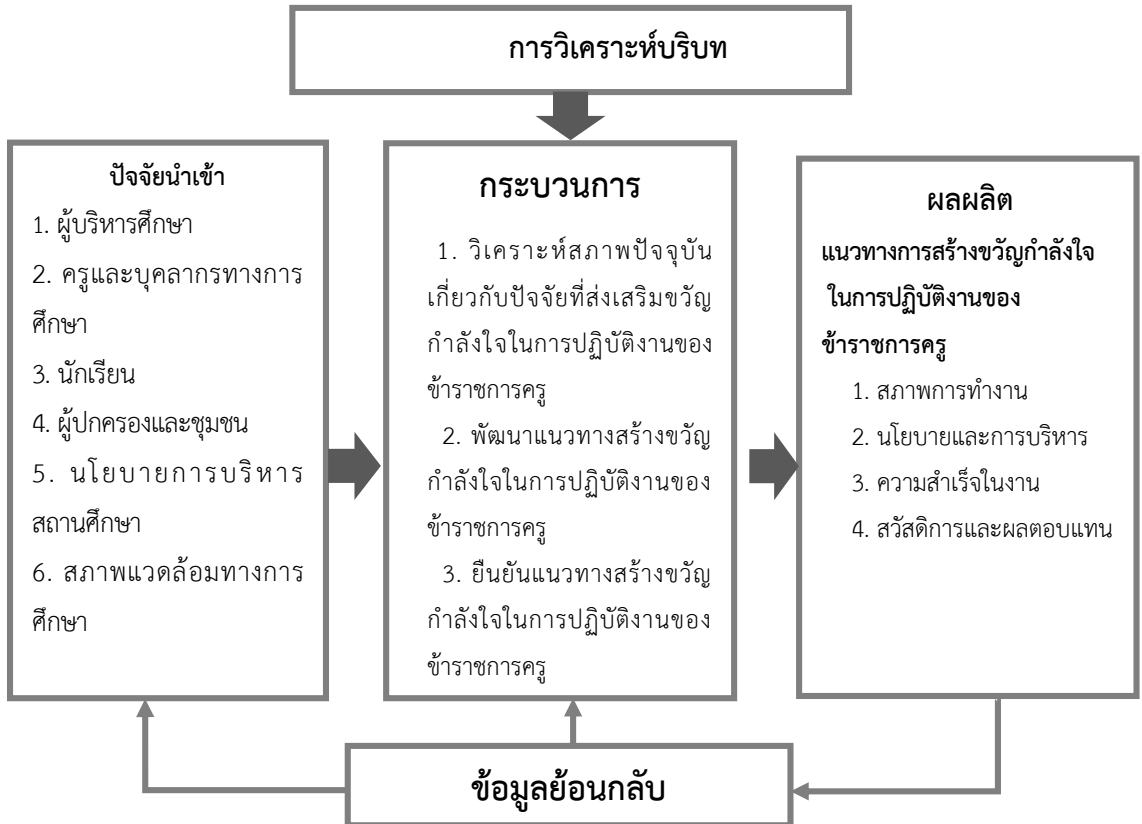 การวิเคราะห์บริบท
ปัจจัยนำเข้า
1. ผู้บริหารศึกษา
2. ครูและบุคลากรทางการ
ศึกษา
3. นักเรียน
4. ผู้ปกครองและชุมชน
5. นโยบายการบริหาร
สถานศึกษา
6. สภาพแวดล้อมทางการ
ศึกษา
กระบวนการ
1. วิเคราะห์สภาพปัจจุบัน
เกี่ยวกับปัจจัยที่ส่งเสริมขวัญ
กำลังใจในการปฏิบัติงานของ
ข้าราชการครู
2. พัฒนาแนวทางสร้างขวัญ
กำลังใจในการปฏิบัติงานของ
ข้าราชการครู
3. ยืนยันแนวทางสร้างขวัญ
กำลังใจในการปฏิบัติงานของ
ข้าราชการครู
ผลผลิต
แนวทางการสร้างขวัญกำลังใจ
ในการปฏิบัติงานของ
ข้าราชการครู
1. สภาพการทำงาน
2. นโยบายและการบริหาร
3. ความสำเร็จในงาน
4. สวัสดิการและผลตอบแทน
ข้อมูลย้อนกลับ